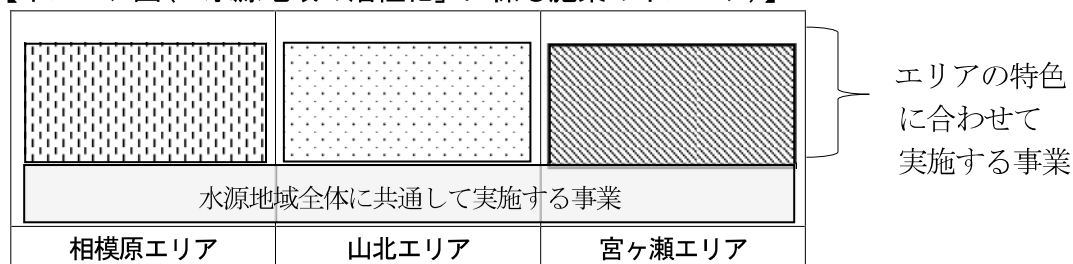 エリアの特色
に合わせて
実施する事業
水源地域全体に共通して実施する事業
相模原エリア
山北エリア
宮ヶ瀬エリア